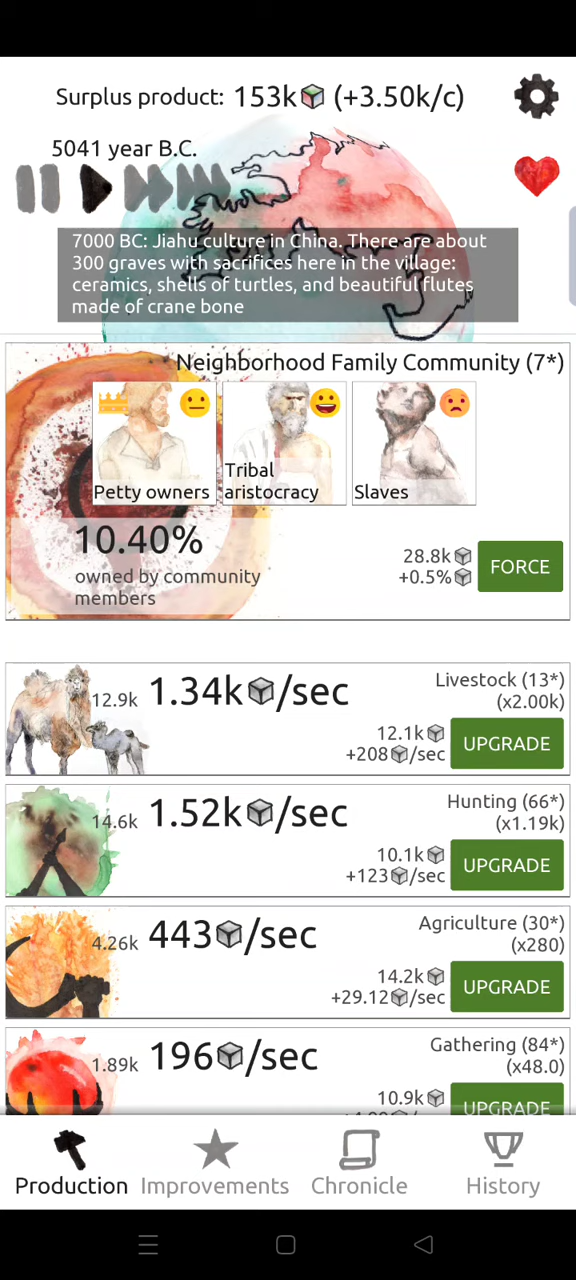 Surplus product: 153k (+3.50k/c)
5041 year B.C.
7000 BC: Jiahu culture in China. There are about
300 graves with sacrifices here in the village:
ceramics, shells of turtles, and beautiful flutes
made of crane bone
Neighborhood Family Community (7*)
Petty owners
Tribal
aristocracy
Slaves
10.40%
owned by community
members
28.8k
+0.5%
FORCE
12.9k 1.34k/sec
Livestock (13*)
(x2.00k)
12.1k
+208/sec
UPGRADE
14.6k 1.52k/sec
Hunting (66*)
(x1.19k)
10.1k
+123/sec
UPGRADE
4.26k 443/sec
Agriculture (30*)
(x280)
14.2k
+29.12/sec
UPGRADE
1.89k 196/sec
Gathering (84*)
(x48.0)
10.9k
UPGRADE
Production
Improvements
Chronicle
History